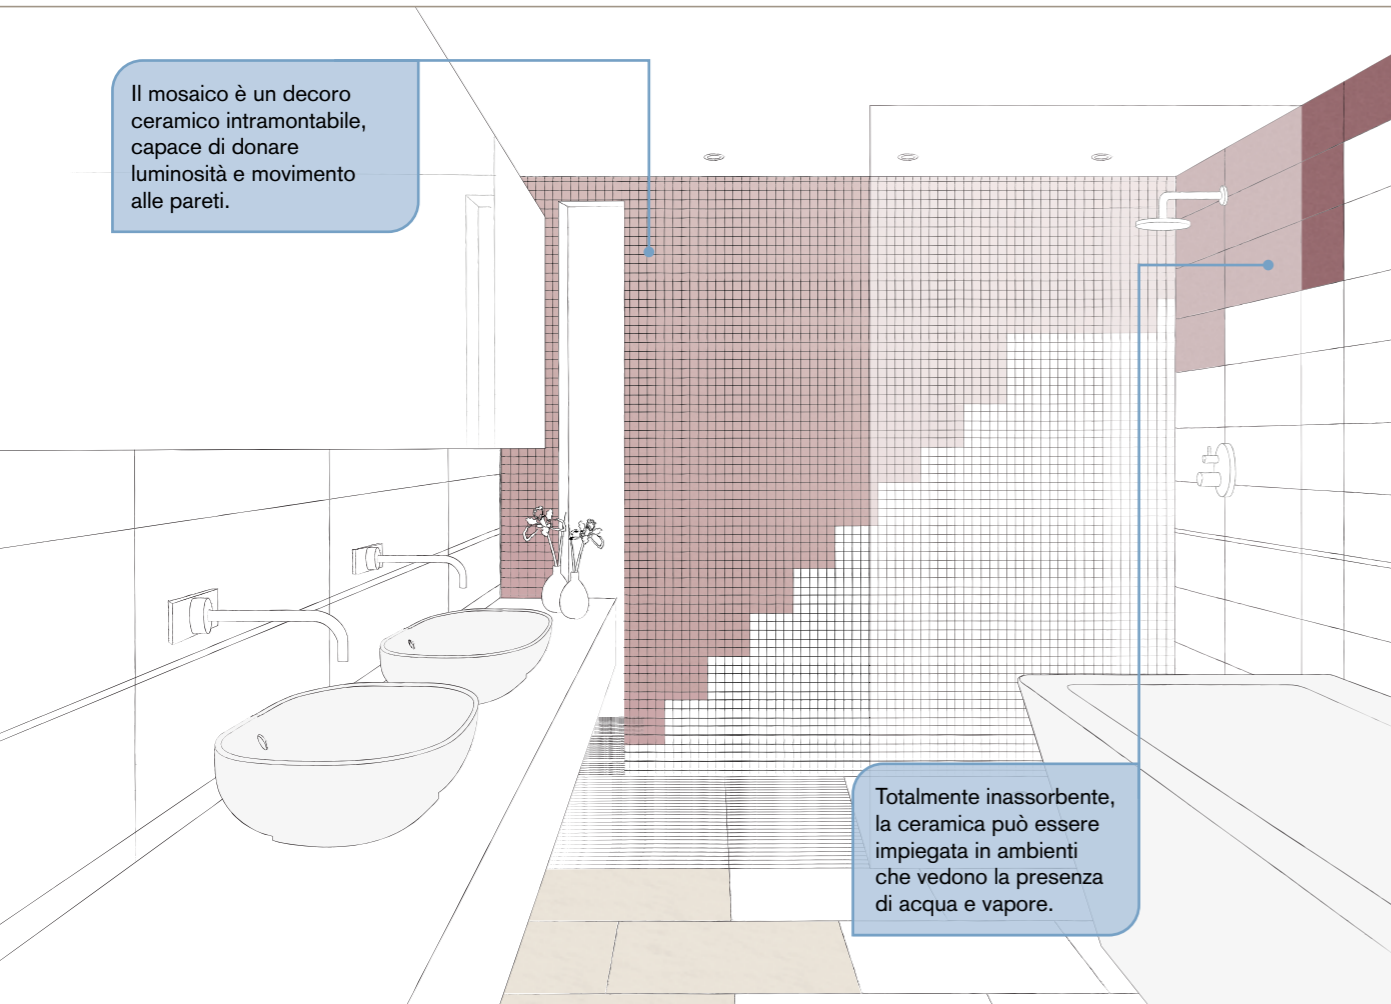 Il mosaico è un decoro
ceramico intramontabile,
capace di donare
luminosità e movimento
alle pareti.
Totalmente inassorbente,
la ceramica può essere
impiegata in ambienti
che vedono la presenza
di acqua e vapore.